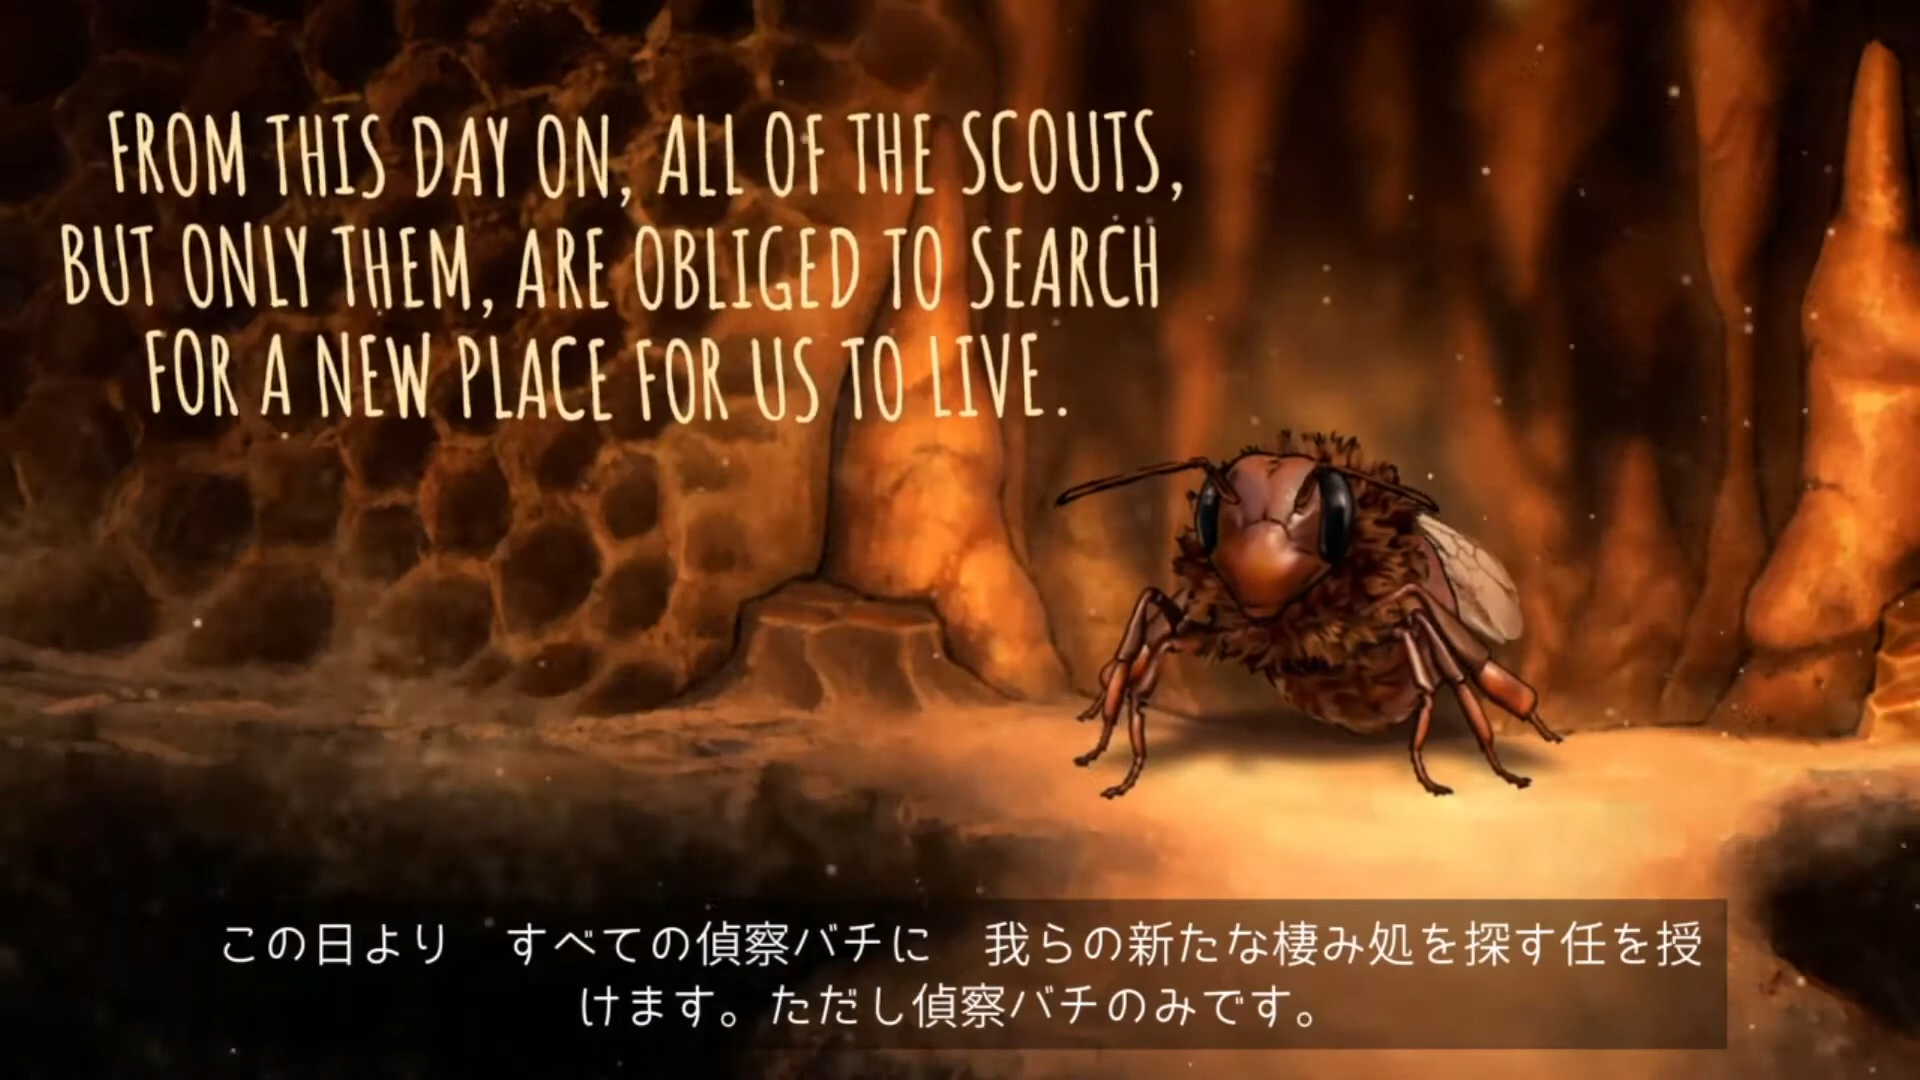 FROM THIS DAY ON, ALL OF THE SCOUTS,
BUT ONLY THEM, ARE OBLIGED TO SEARCH
FOR A NEW PLACE FOR US TO LIVE.
この日より　すべての偵察バチに　我らの新たな棲み処を探す任を授
けます。ただし偵察バチのみです。